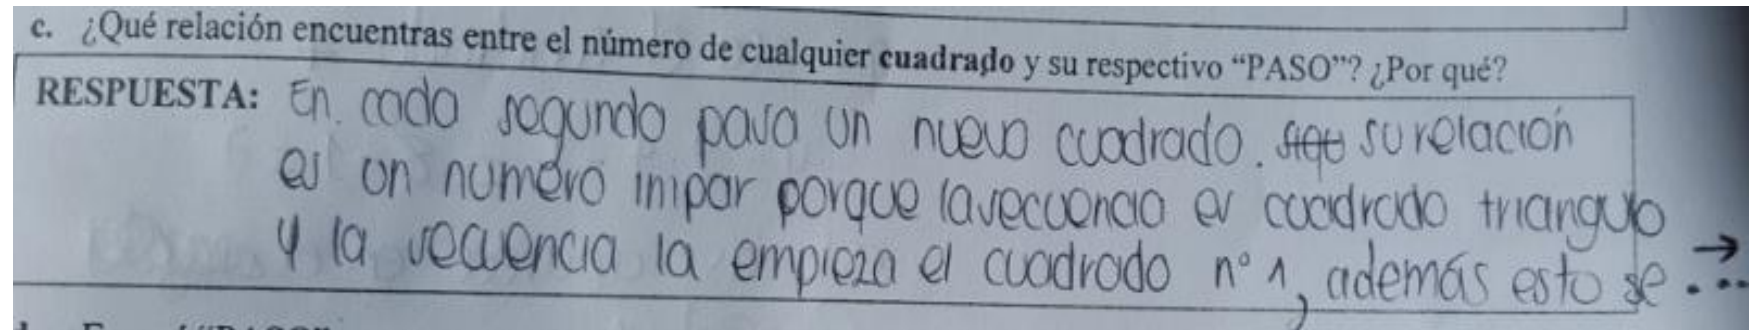 c. ¿Qué relación encuentras entre el número de cualquier cuadrado y su respectivo “PASO”? ¿Por qué?
RESPUESTA: En cada segundo pasa un nuevo cuadrado. su relación
es un numero inipar porque la secuencia es cuadrado triangulo
y la secuencia la empieza el cuadrado n° 1, además esto se ...→